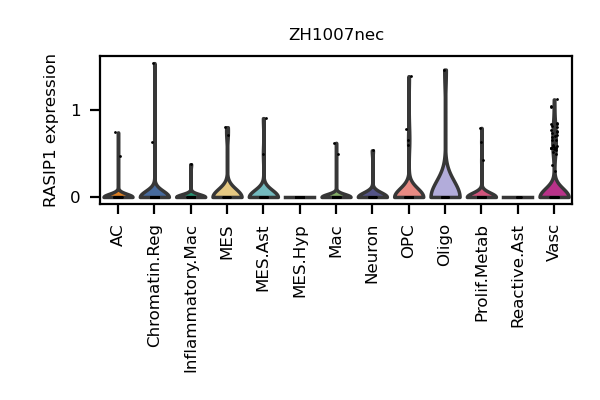 ZH1007nec
RASIP1 expression
1
0
AC
Chromatin.Reg
Inflammatory.Mac
MES
MES.Ast
MES.Hyp
Mac
Neuron
OPC
Oligo
Prolif.Metab
Reactive.Ast
Vasc